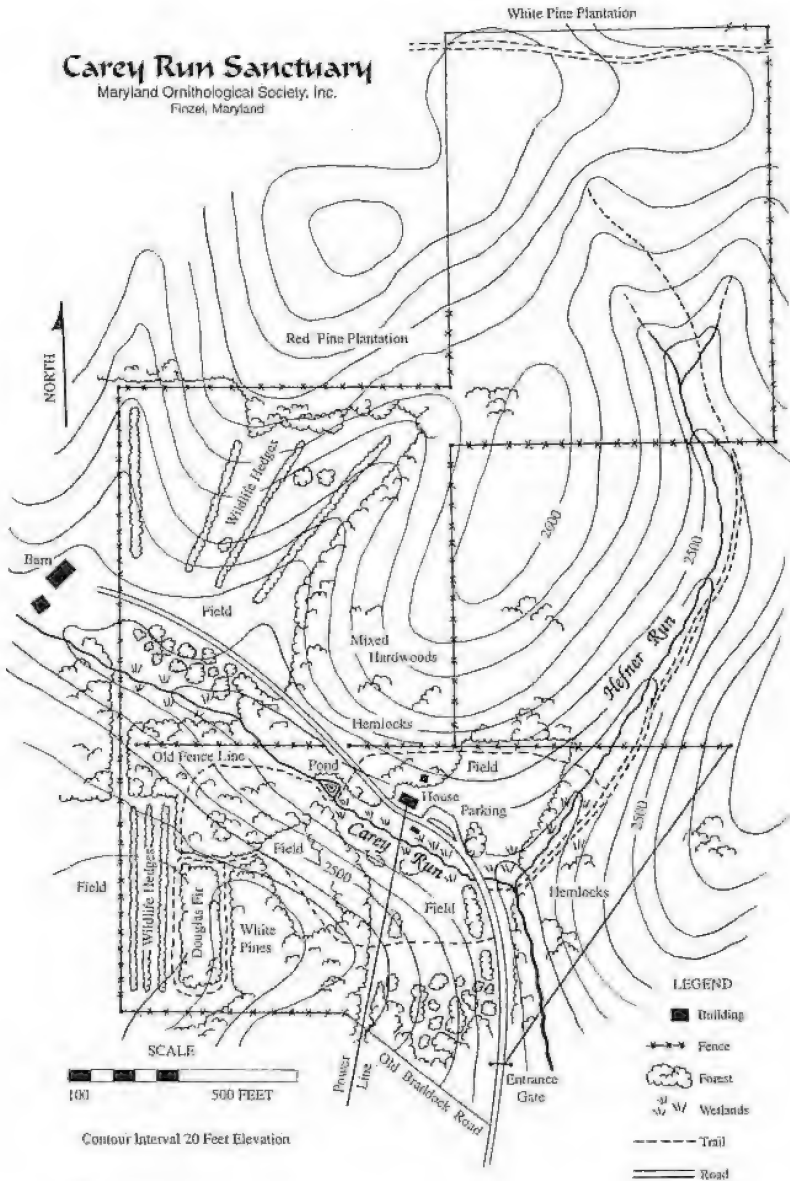 White Pine Plantation
Carey Run Sanctuary
Maryland Ornithological Society, Inc.
Finzel, Maryland
NORTH
Red Pine Plantation
Wildlife Hedges
2600
2500
Barn
Field
Mixed
Hardwoods
Hefner Run
Hemlocks
Old Fence Line
Pond
Field
House
Parking
2500
Carey Run
Field
2500
Field
Wildlife Hedges
Douglas Fir
White
Pines
Field
Hemlocks
LEGEND
Building
Fence
Forest
Wetlands
Trail
Road
SCALE
100 500 FEET
Power
Line
Old Braddock Road
Entrance
Gate
Contour Interval 20 Feet Elevation